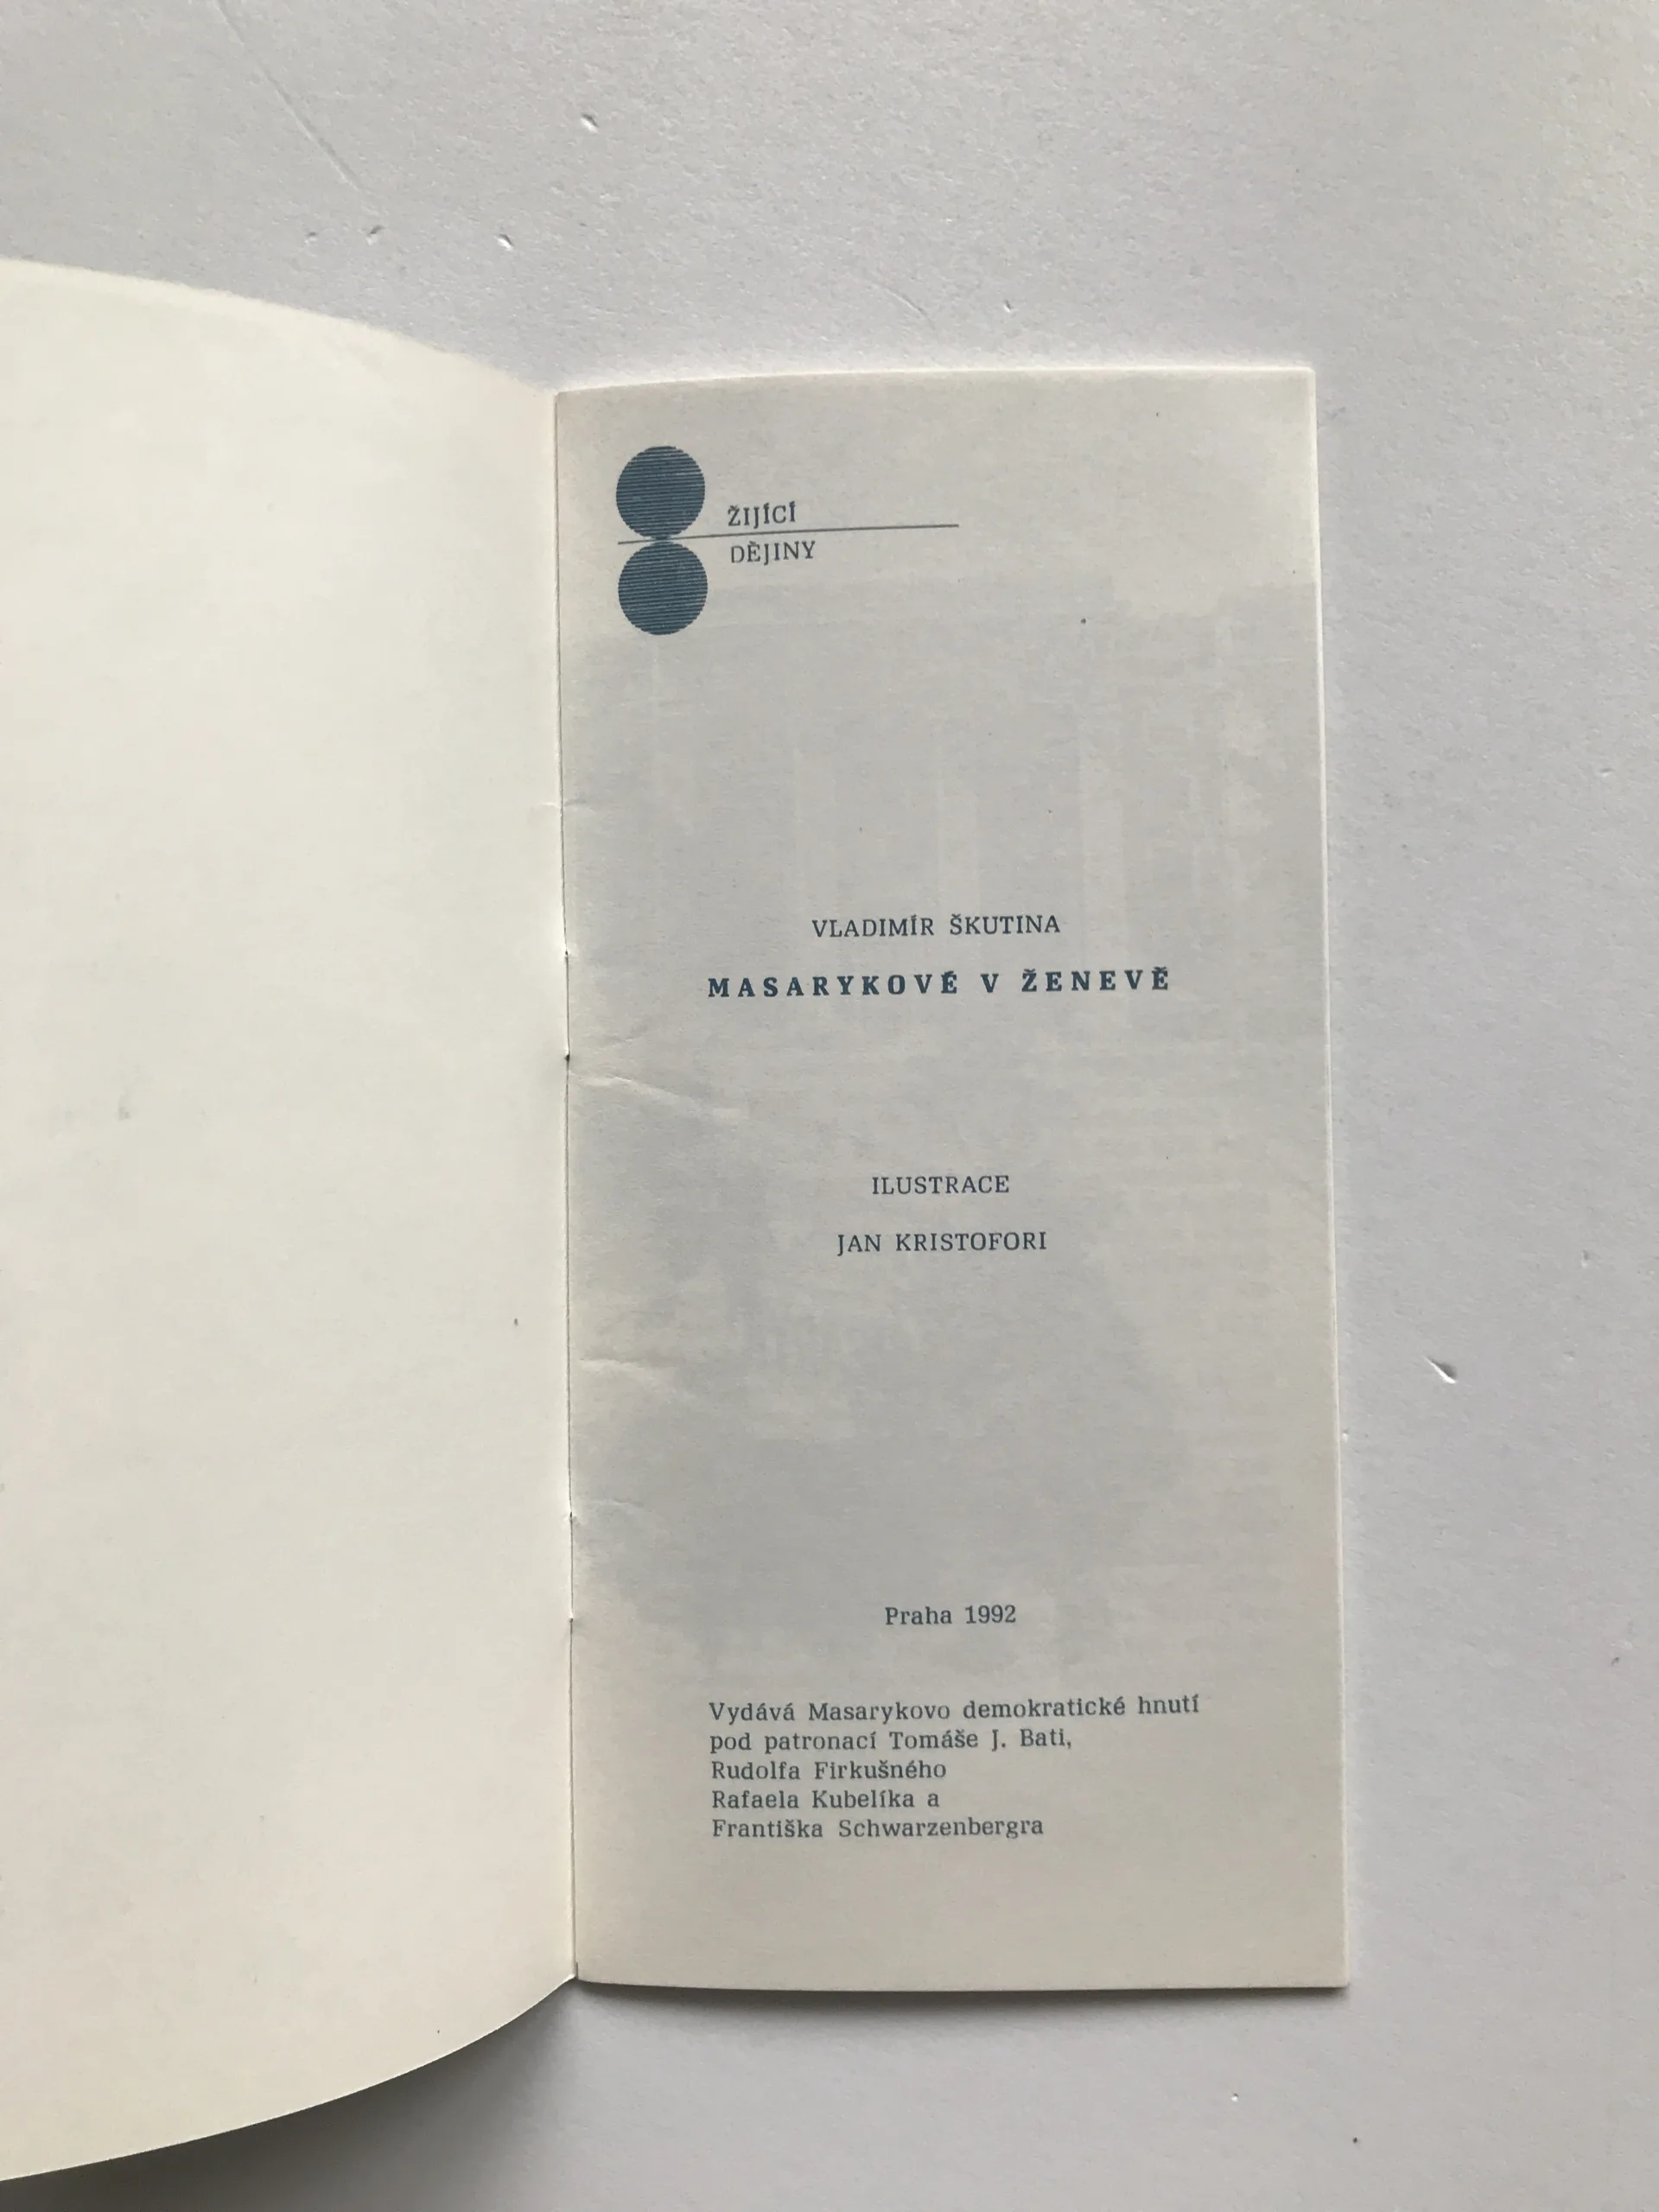 ŽIJÍCÍ
DĚJINY
VLADIMÍR ŠKUTINA
MASARYKOVÉ V ŽENEVĚ
ILUSTRACE
JAN KRISTOFORI
Praha 1992
Vydává Masarykovo demokratické hnutí
pod patronací Tomáše J. Bati,
Rudolfa Firkušného
Rafaela Kubelíka a
Františka Schwarzenbergra